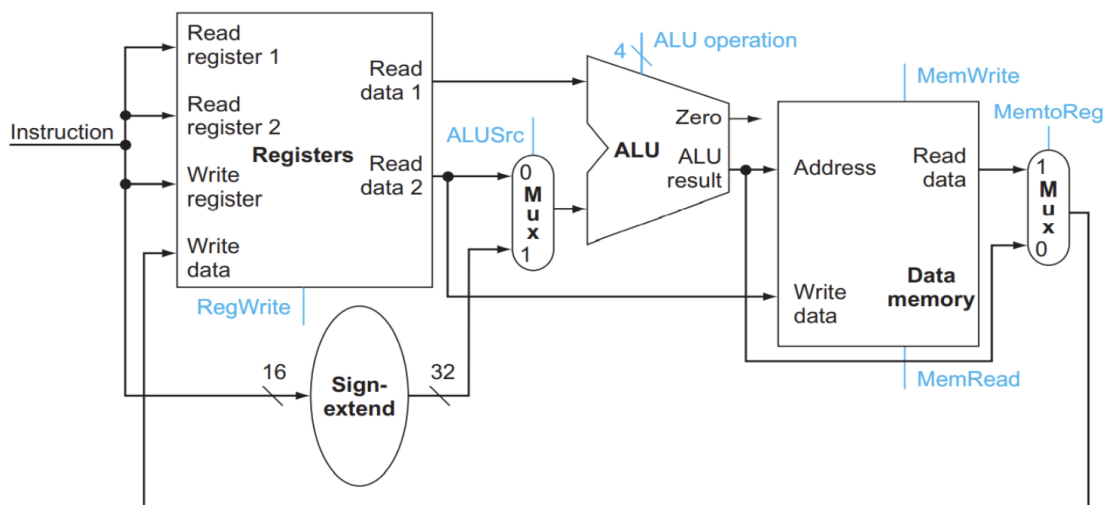 Instruction
Read
register 1
Read
register 2
Write
register
Write
data
Registers
Read
data 1
Read
data 2
RegWrite
16
Sign-
extend
32
ALUSrc
0
Mux
1
4
ALU operation
Zero
ALU
ALU
result
MemWrite
Address
Read
data
Write
data
Data
memory
MemRead
MemtoReg
1
Mux
0